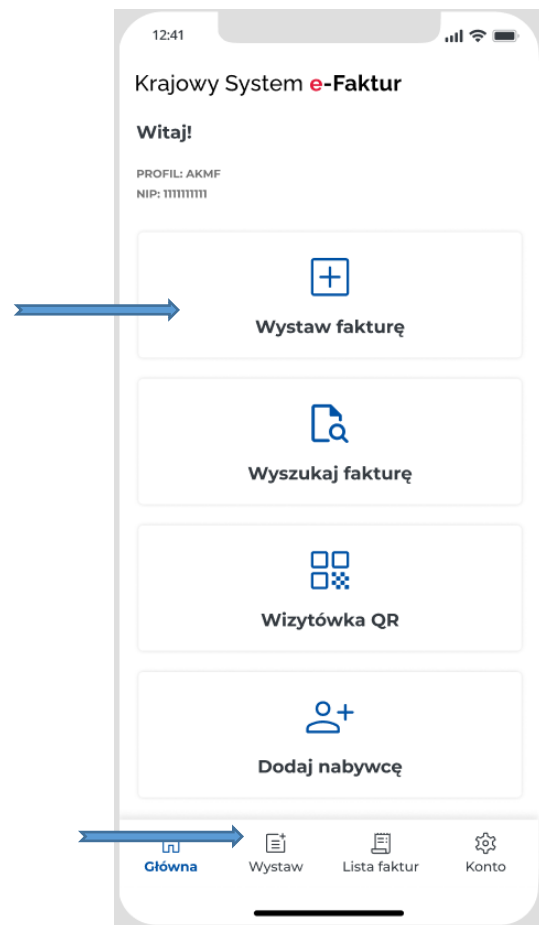 12:41
Krajowy System e-Faktur
Witaj!
PROFIL: AKMF
NIP: 1111111111
Wystaw fakturę
Wyszukaj fakturę
Wizytówka QR
Dodaj nabywcę
Główna Wystaw Lista faktur Konto